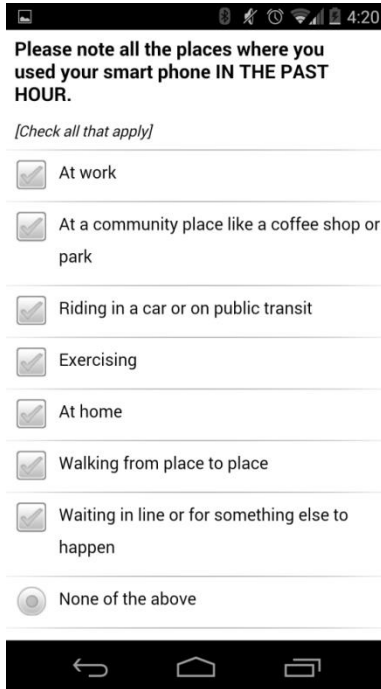 4:20
Please note all the places where you
used your smart phone IN THE PAST
HOUR.
[Check all that apply]
At work
At a community place like a coffee shop or
park
Riding in a car or on public transit
Exercising
At home
Walking from place to place
Waiting in line or for something else to
happen
None of the above